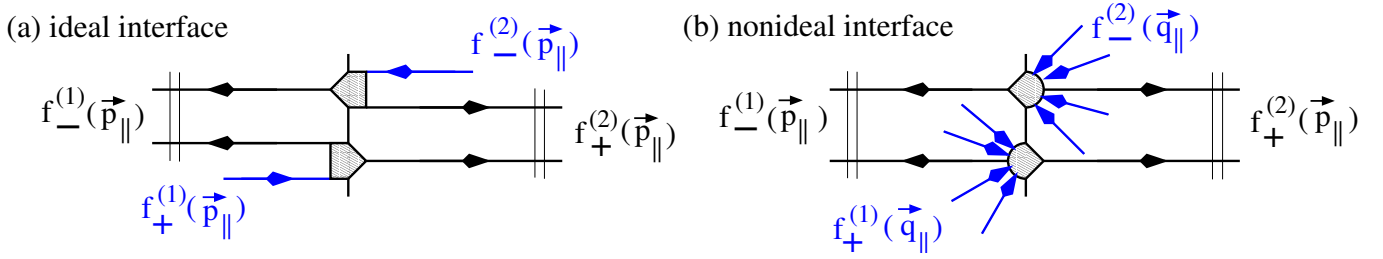 (a) ideal interface
f₋⁽²⁾(p⃗∥)
f₋⁽¹⁾(p⃗∥)
f₊⁽²⁾(p⃗∥)
f₊⁽¹⁾(p⃗∥)
(b) nonideal interface
f₋⁽²⁾(q⃗∥)
f₋⁽¹⁾(p⃗∥)
f₊⁽²⁾(p⃗∥)
f₊⁽¹⁾(q⃗∥)